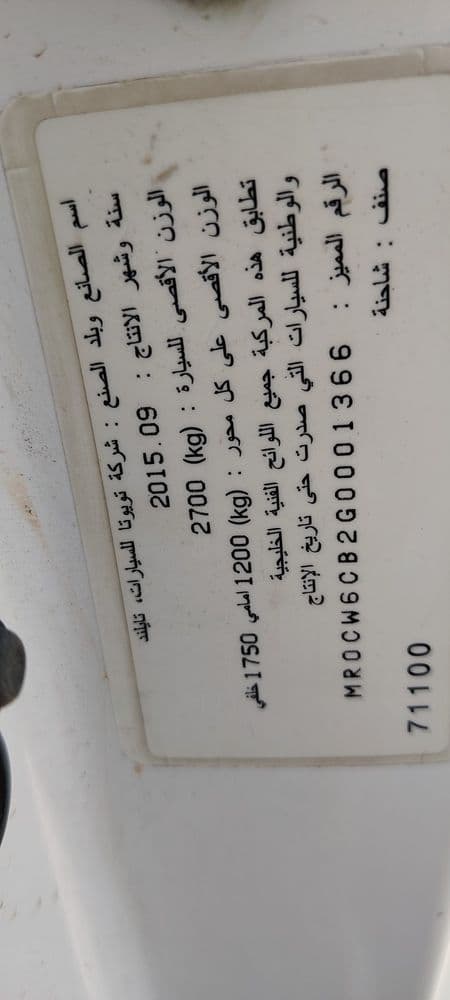 اسم الصانع وبلد الصنع : شركة تويوتا للسيارات، تايلند
سنة وشهر الانتاج : 2015.09
الوزن الأقصى للسيارة : 2700 (kg)
الوزن الأقصى على كل محور : (kg) 1200 امامي 1750 خلفي
تطابق هذه المركبة جميع اللوائح الفنية الخليجية
والوطنية للسيارات التي صدرت حتى تاريخ الإنتاج
الرقم المميز : MR0CW6CB2G0001366
صنف : شاحنة
71100